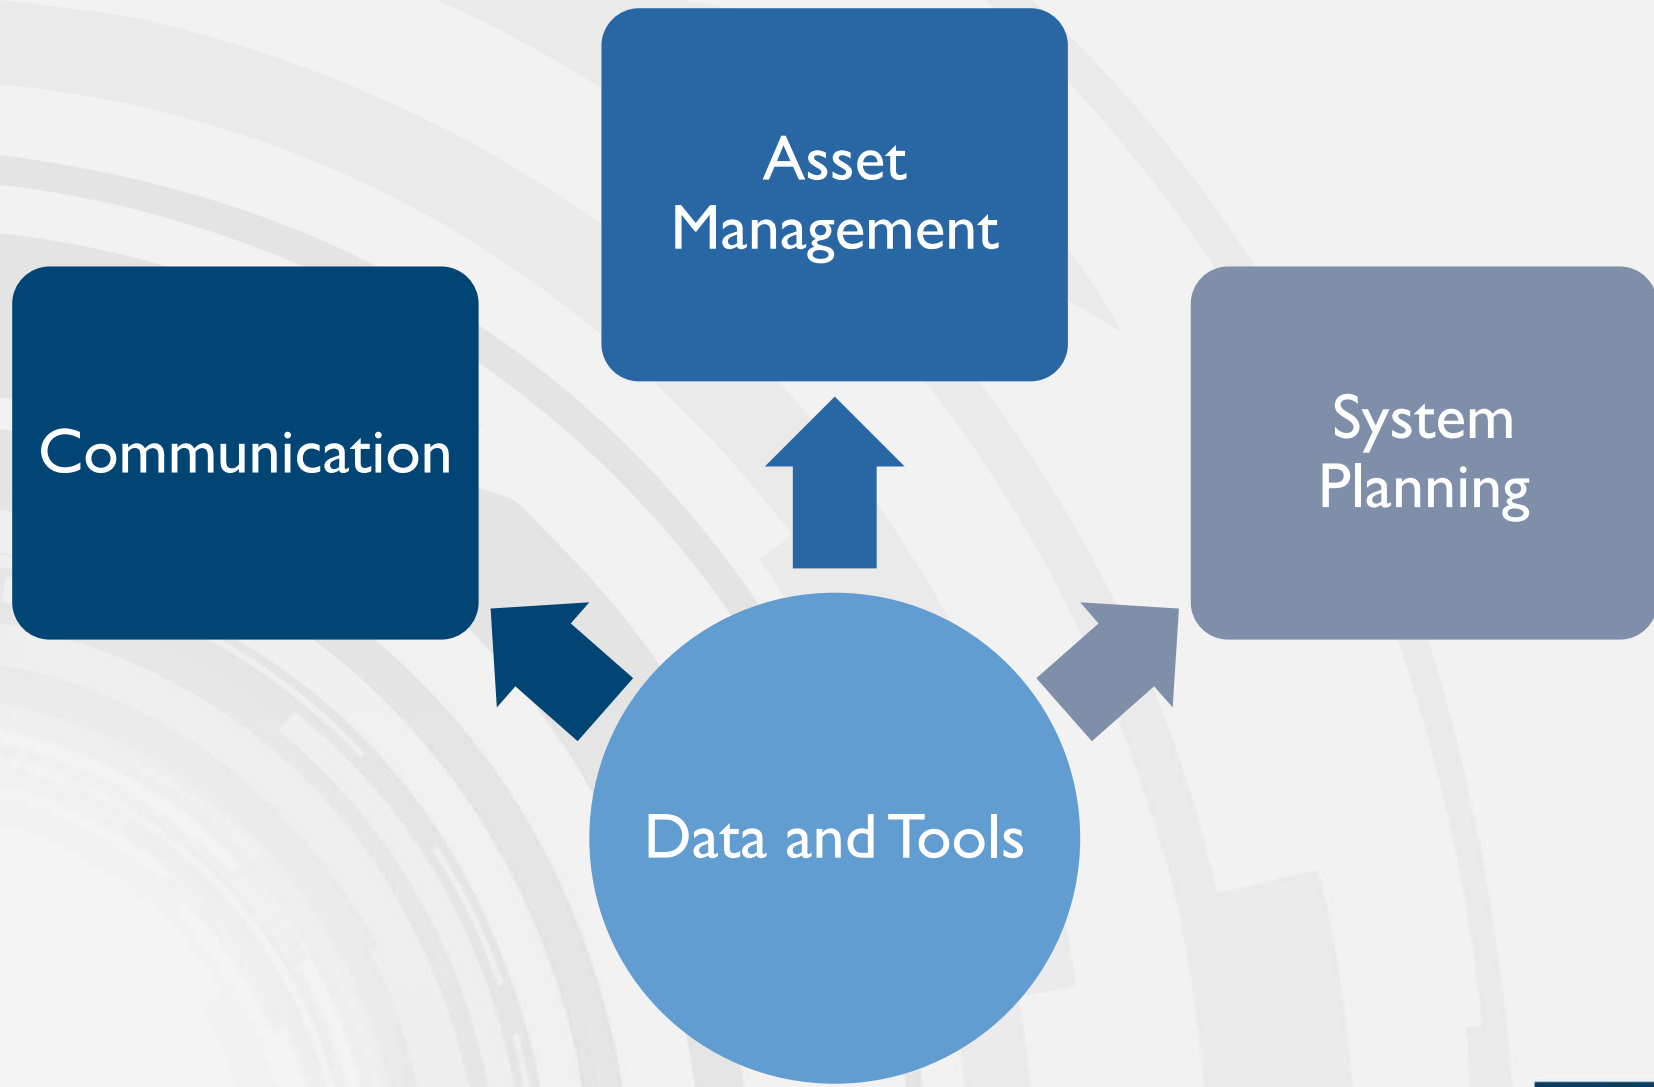 Asset
Management
Communication
System
Planning
Data and Tools